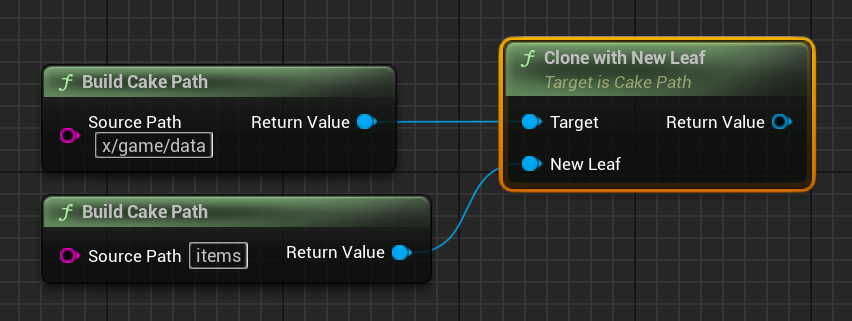 f Build Cake Path
Source Path
x/game/data
Return Value
f Build Cake Path
Source Path items
Return Value
f Clone with New Leaf
Target is Cake Path
Target
Return Value
New Leaf